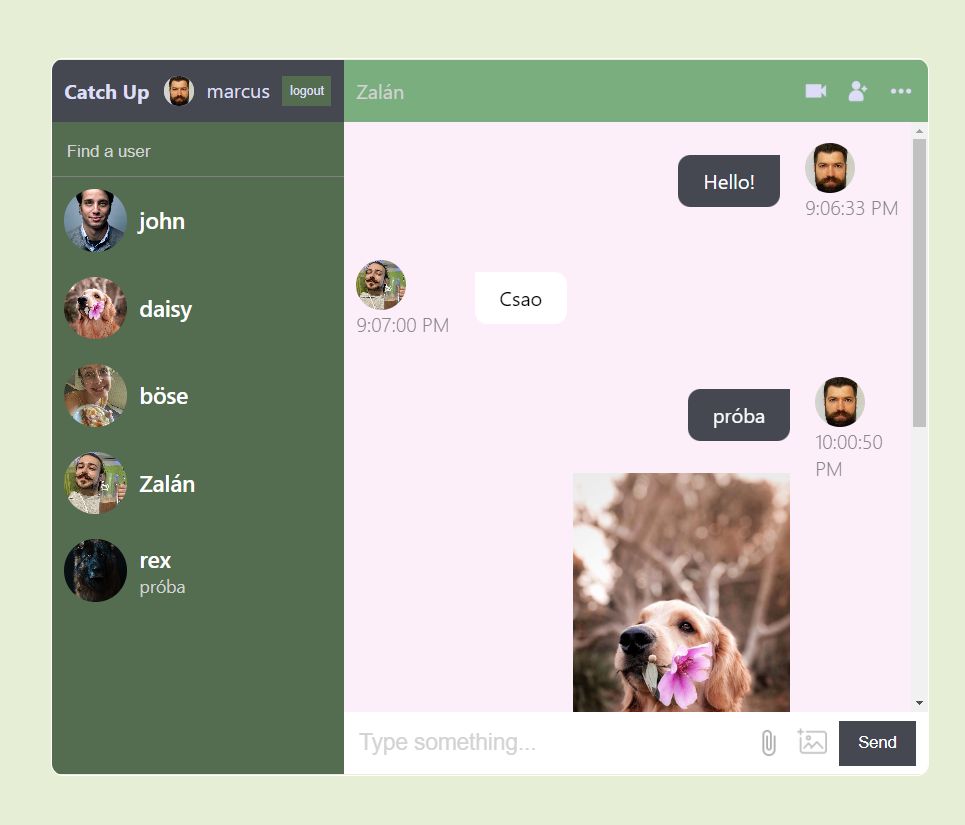 Catch Up marcus logout
Zalán
Find a user
john
daisy
böse
Zalán
rex
próba
Hello!
9:06:33 PM
Csao
9:07:00 PM
próba
10:00:50
PM
Type something...
Send